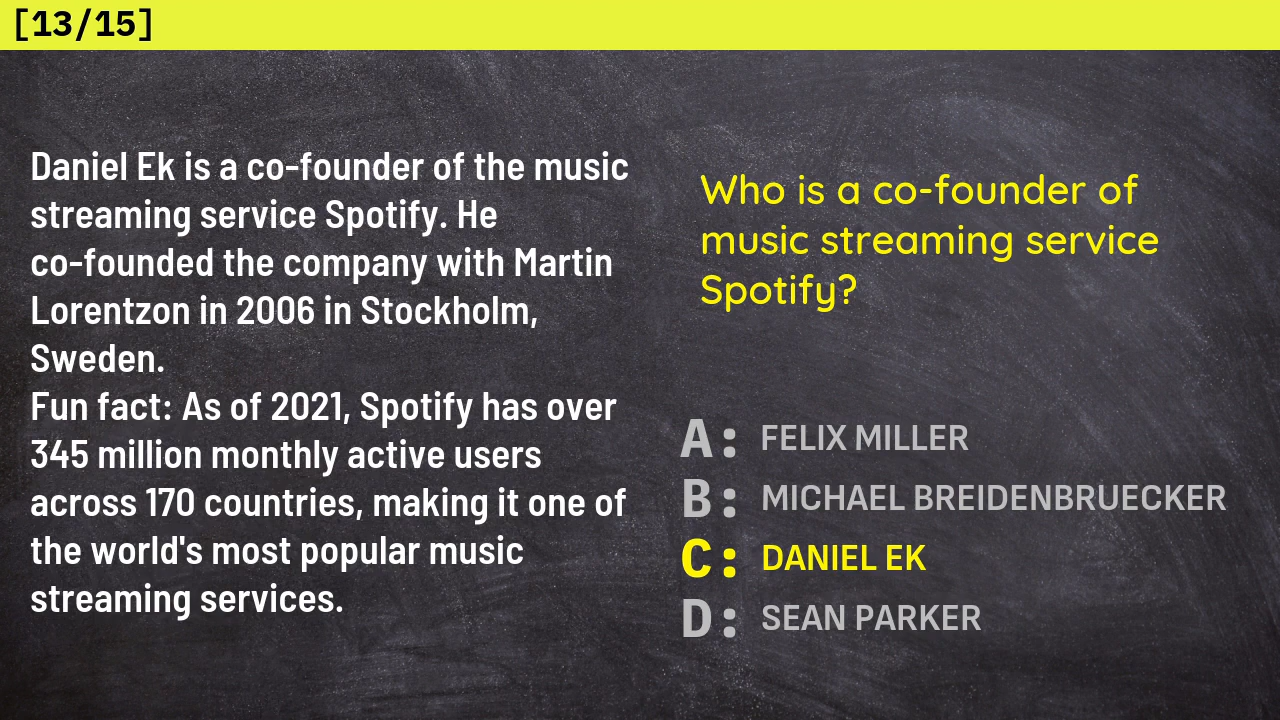 [13/15]
Daniel Ek is a co-founder of the music
streaming service Spotify. He
co-founded the company with Martin
Lorentzon in 2006 in Stockholm,
Sweden.
Fun fact: As of 2021, Spotify has over
345 million monthly active users
across 170 countries, making it one of
the world's most popular music
streaming services.
Who is a co-founder of
music streaming service
Spotify?
A: FELIX MILLER
B: MICHAEL BREIDENBRUECKER
C: DANIEL EK
D: SEAN PARKER